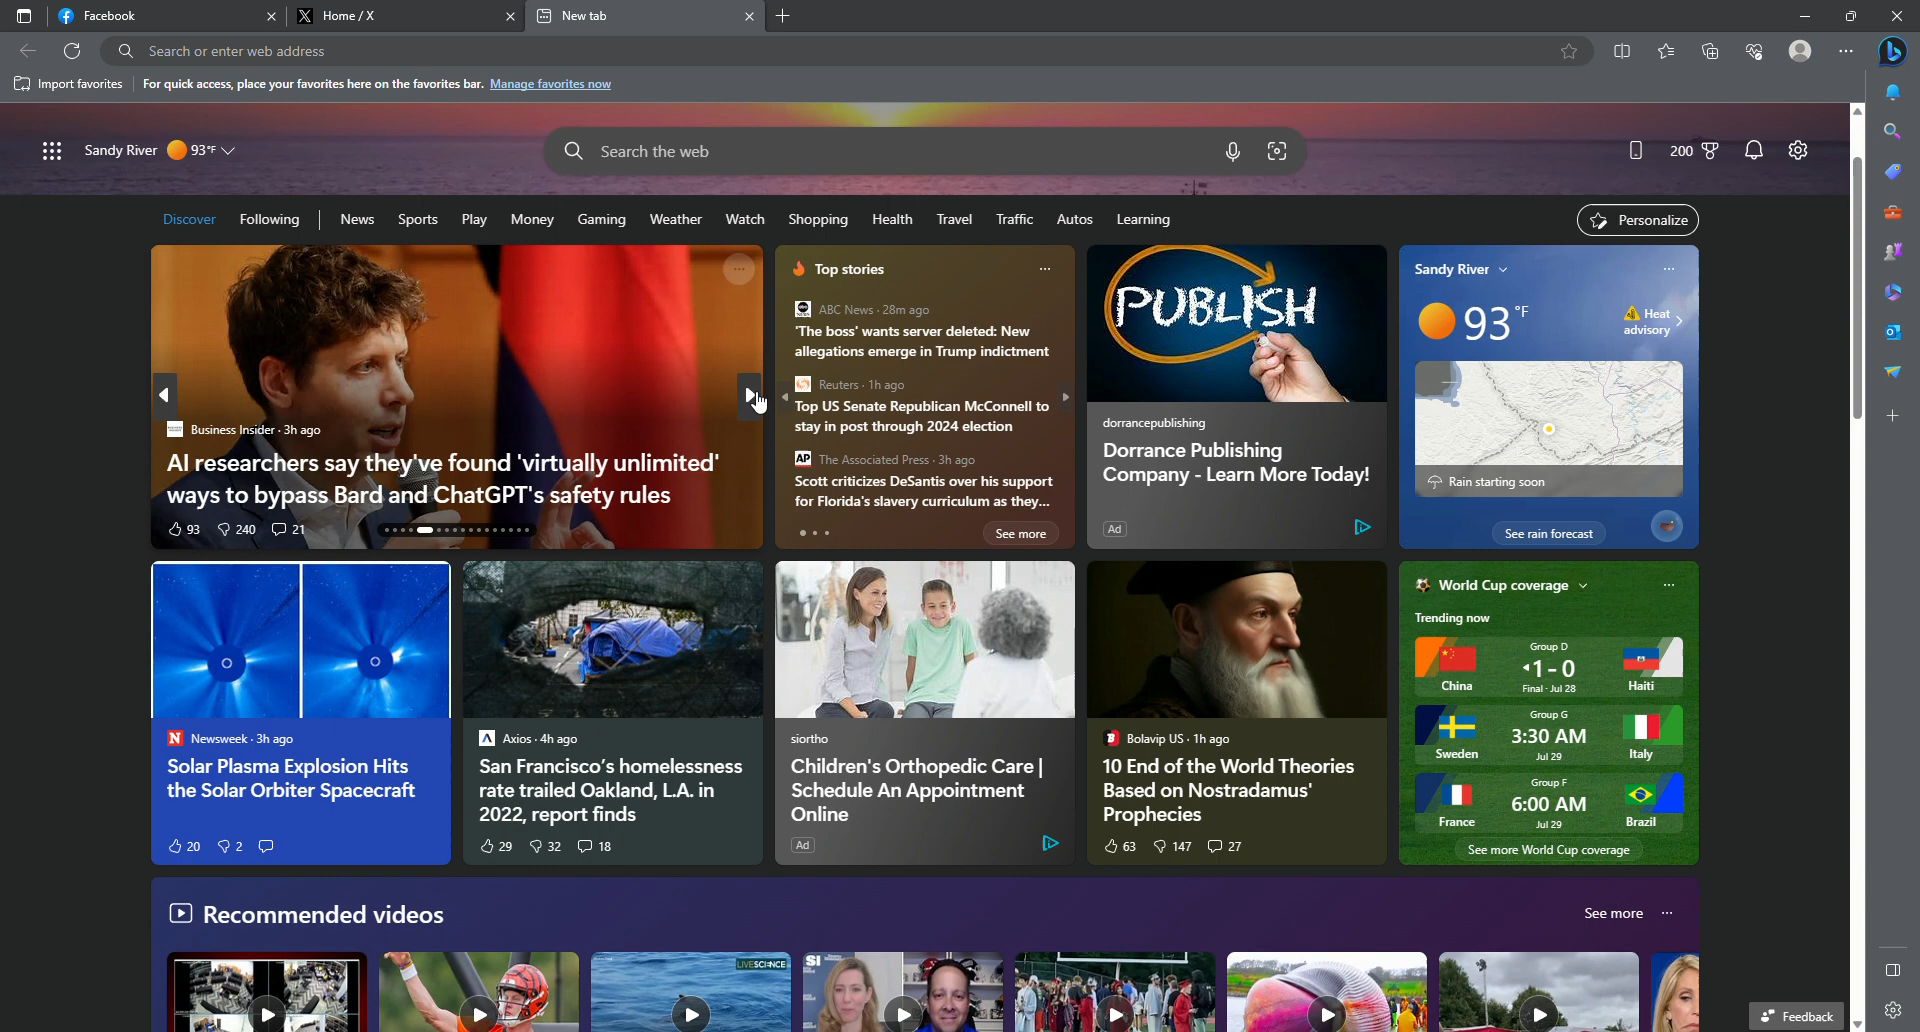 Facebook
Home / X
New tab
Search or enter web address
Import favorites
For quick access, place your favorites here on the favorites bar. Manage favorites now
Sandy River 93°F
Search the web
200
Discover Following News Sports Play Money Gaming Weather Watch Shopping Health Travel Traffic Autos Learning
Personalize
Business Insider · 3h ago
AI researchers say they've found 'virtually unlimited'
ways to bypass Bard and ChatGPT's safety rules
93 240 21
Top stories
ABC News · 28m ago
'The boss' wants server deleted: New
allegations emerge in Trump indictment
Reuters · 1h ago
Top US Senate Republican McConnell to
stay in post through 2024 election
AP The Associated Press · 3h ago
Scott criticizes DeSantis over his support
for Florida's slavery curriculum as they...
See more
PUBLISH
dorrancepublishing
Dorrance Publishing
Company - Learn More Today!
Ad
Sandy River
93 °F
Heat
advisory
Rain starting soon
See rain forecast
N Newsweek · 3h ago
Solar Plasma Explosion Hits
the Solar Orbiter Spacecraft
20 2
Axios · 4h ago
San Francisco's homelessness
rate trailed Oakland, L.A. in
2022, report finds
29 32 18
siortho
Children's Orthopedic Care |
Schedule An Appointment
Online
Ad
B Bolavip US · 1h ago
10 End of the World Theories
Based on Nostradamus'
Prophecies
63 147 27
World Cup coverage
Trending now
Group D
1 - 0
China Final · Jul 28 Haiti
Group G
3:30 AM
Sweden Jul 29 Italy
Group F
6:00 AM
France Jul 29 Brazil
See more World Cup coverage
Recommended videos
See more
LIVESCIENCE
SI
Feedback